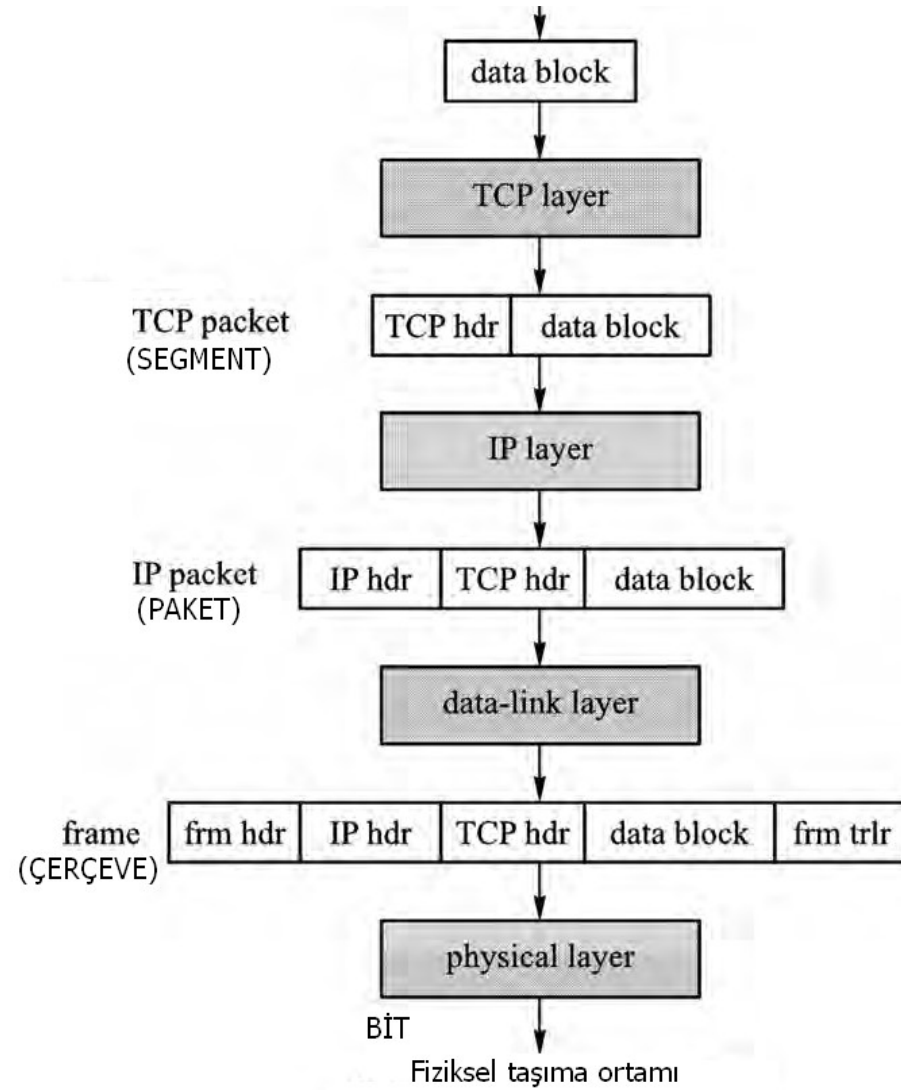 data block
TCP layer
TCP packet
(SEGMENT)
TCP hdr data block
IP layer
IP packet
(PAKET)
IP hdr TCP hdr data block
data-link layer
frame
(ÇERÇEVE)
frm hdr IP hdr TCP hdr data block frm trlr
physical layer
BİT
Fiziksel taşıma ortamı